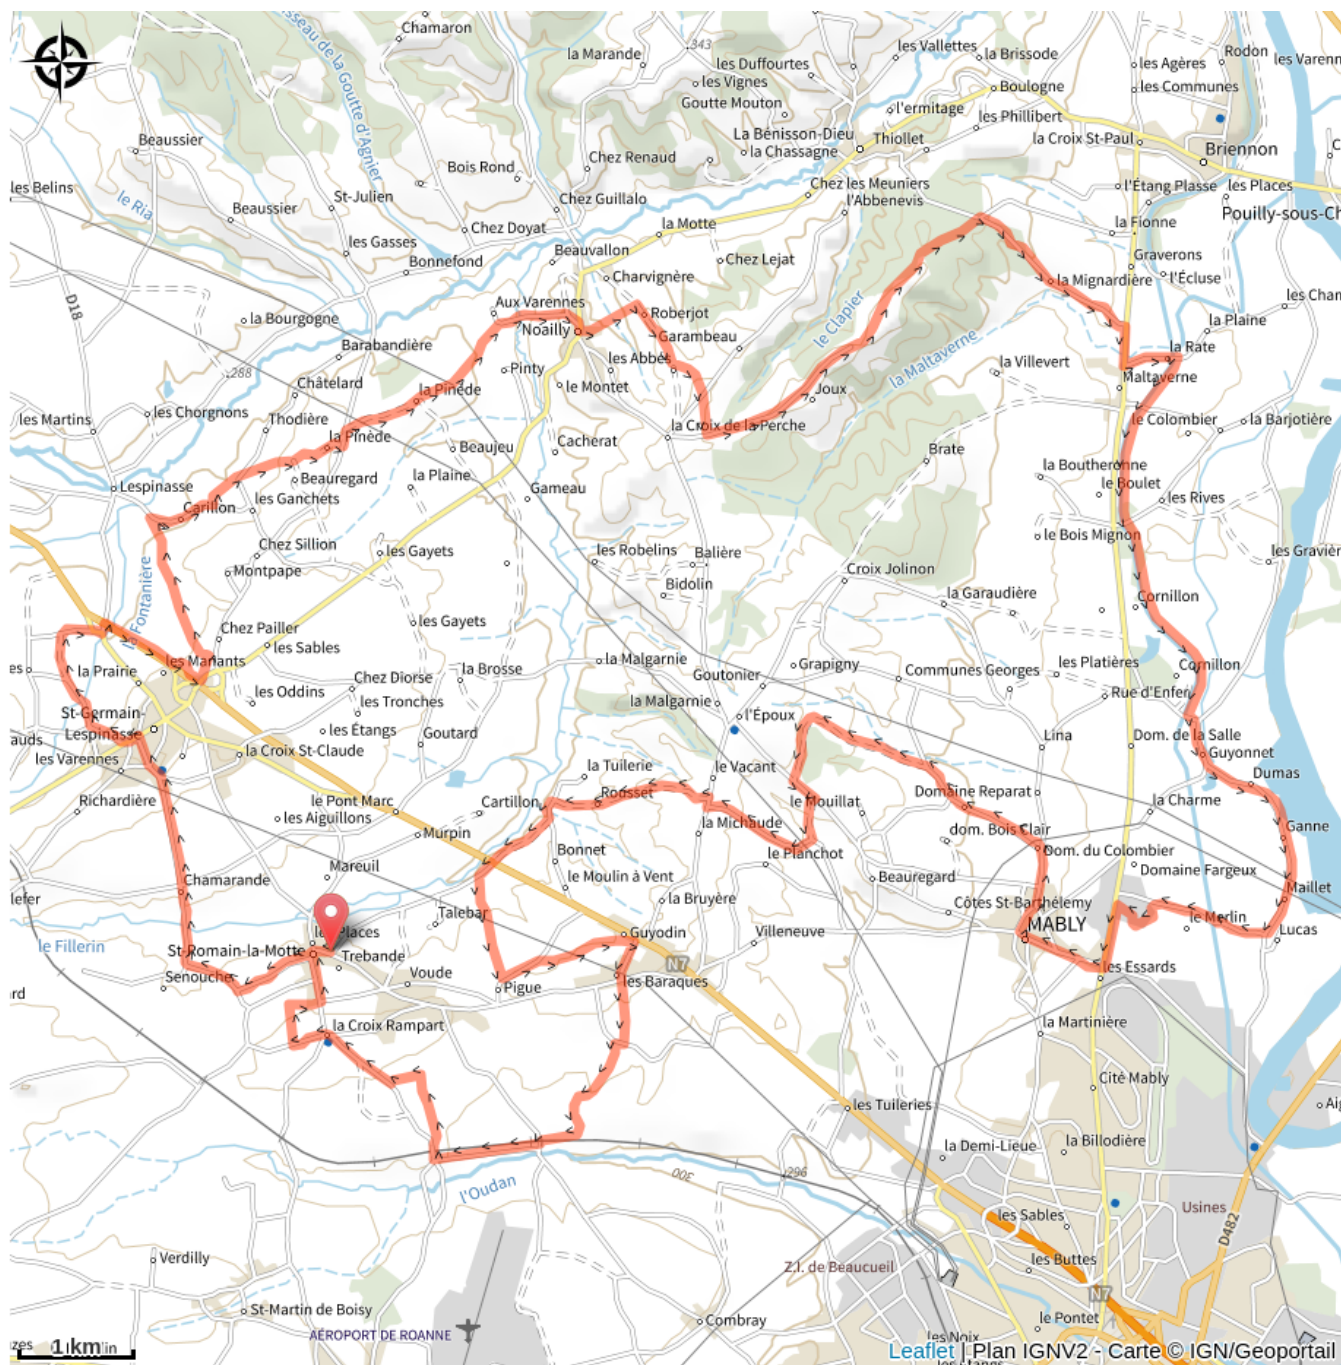 Chamaron
la Marande
343
les Vallettes
la Brissode
les Duffourtes
les Vignes
Goutte Mouton
les Agères
les Communes
Rodon
Boulogne
l'ermitage
les Phillibert
La Bénisson-Dieu
Thiollet
la Chassagne
la Croix St-Paul
Briennon
Beaussier
Bois Rond
Chez Renaud
les Belins
le Ria
St-Julien
Beaussier
Chez Guillalo
Chez les Meuniers
l'Abbenevis
l'Étang Plasse
les Places
la Fionne
la Motte
Chez Doyat
les Gasses
Bonnefond
Beauvallon
Charvignère
Chez Lejat
Graverons
l'Écluse
la Mignardière
D18
la Bourgogne
Aux Varennes
Noailly
Roberjot
Garambeau
le Clapier
la Maltaverne
la Plaine
la Rate
Barabandière
288
les Abbés
Pinty
le Montet
la Villevert
Maltaverne
Châtelard
la Pinède
Joux
les Martins
les Chorgnons
Thodière
la Pinède
la Croix de la Perche
le Colombier
la Barjotière
Beaujeu
Cacherat
Brate
la Boutheronne
le Boulet
les Rives
Lespinasse
Beauregard
la Plaine
Gameau
les Ganchets
Carillon
Chez Sillion
les Gayets
les Robelins
Balière
le Bois Mignon
Montpape
Bidolin
Croix Jolinon
la Garaudière
Cornillon
Chez Pailler
les Sables
les Gayets
les Mariants
la Prairie
la Malgarnie
Goutonier
Grapigny
Communes Georges
les Platières
Cornillon
Rue d'Enfer
les Oddins
Chez Diorse
les Tronches
la Brosse
la Malgarnie
l'Époux
St-Germain-
Lespinasse
les Étangs
Goutard
Lina
Dom. de la Salle
Guyonnet
les Varennes
la Croix St-Claude
la Tuilerie
le Vacant
Dumas
Richardière
le Pont Marc
les Aiguillons
Cartillon
Rousset
le Mouillat
Domaine Reparat
la Charme
Murpin
la Michaude
dom. Bois Clair
Ganne
Mareuil
Bonnet
le Planchot
Dom. du Colombier
Domaine Fargeux
Chamarande
le Moulin à Vent
Beauregard
Maillet
la Bruyère
Côtes St-Barthélemy
le Merlin
Lucas
Talebar
MABLY
le Fillerin
St-Romain-la-Motte
Guyodin
Villeneuve
Trebande
Voude
Senouche
Pigue
N7
les Baraques
les Essards
la Croix Rampart
la Martinière
Cité Mably
les Tuileries
la Demi-Lieue
la Billodière
l'Oudan
300
296
Usines
les Sables
D482
Verdilly
les Buttes
Z.I. de Beaucueil
N7
St-Martin de Boisy
AÉROPORT DE ROANNE
Combray
le Pontet
les Noix
1 km
Leaflet | Plan IGNV2 - Carte © IGN/Geoportail